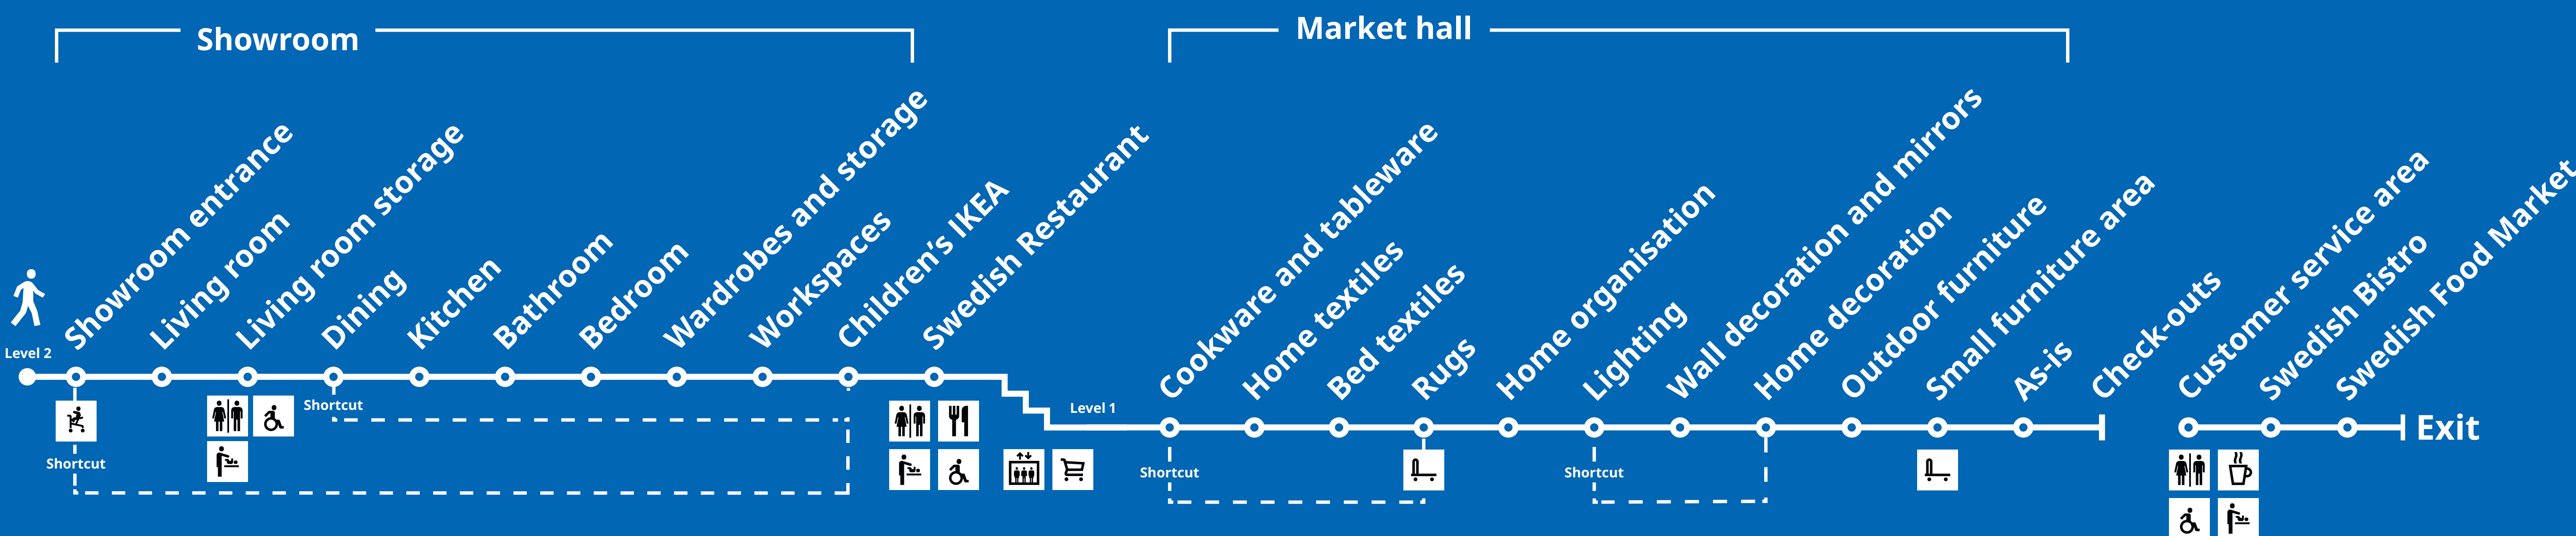 Showroom
Market hall
Showroom entrance
Living room
Living room storage
Dining
Kitchen
Bathroom
Bedroom
Wardrobes and storage
Workspaces
Children’s IKEA
Swedish Restaurant
Cookware and tableware
Home textiles
Bed textiles
Rugs
Home organisation
Lighting
Wall decoration and mirrors
Home decoration
Outdoor furniture
Small furniture area
As-is
Check-outs
Customer service area
Swedish Bistro
Swedish Food Market
Level 2
Shortcut
Level 1
Exit
Shortcut
Shortcut
Shortcut